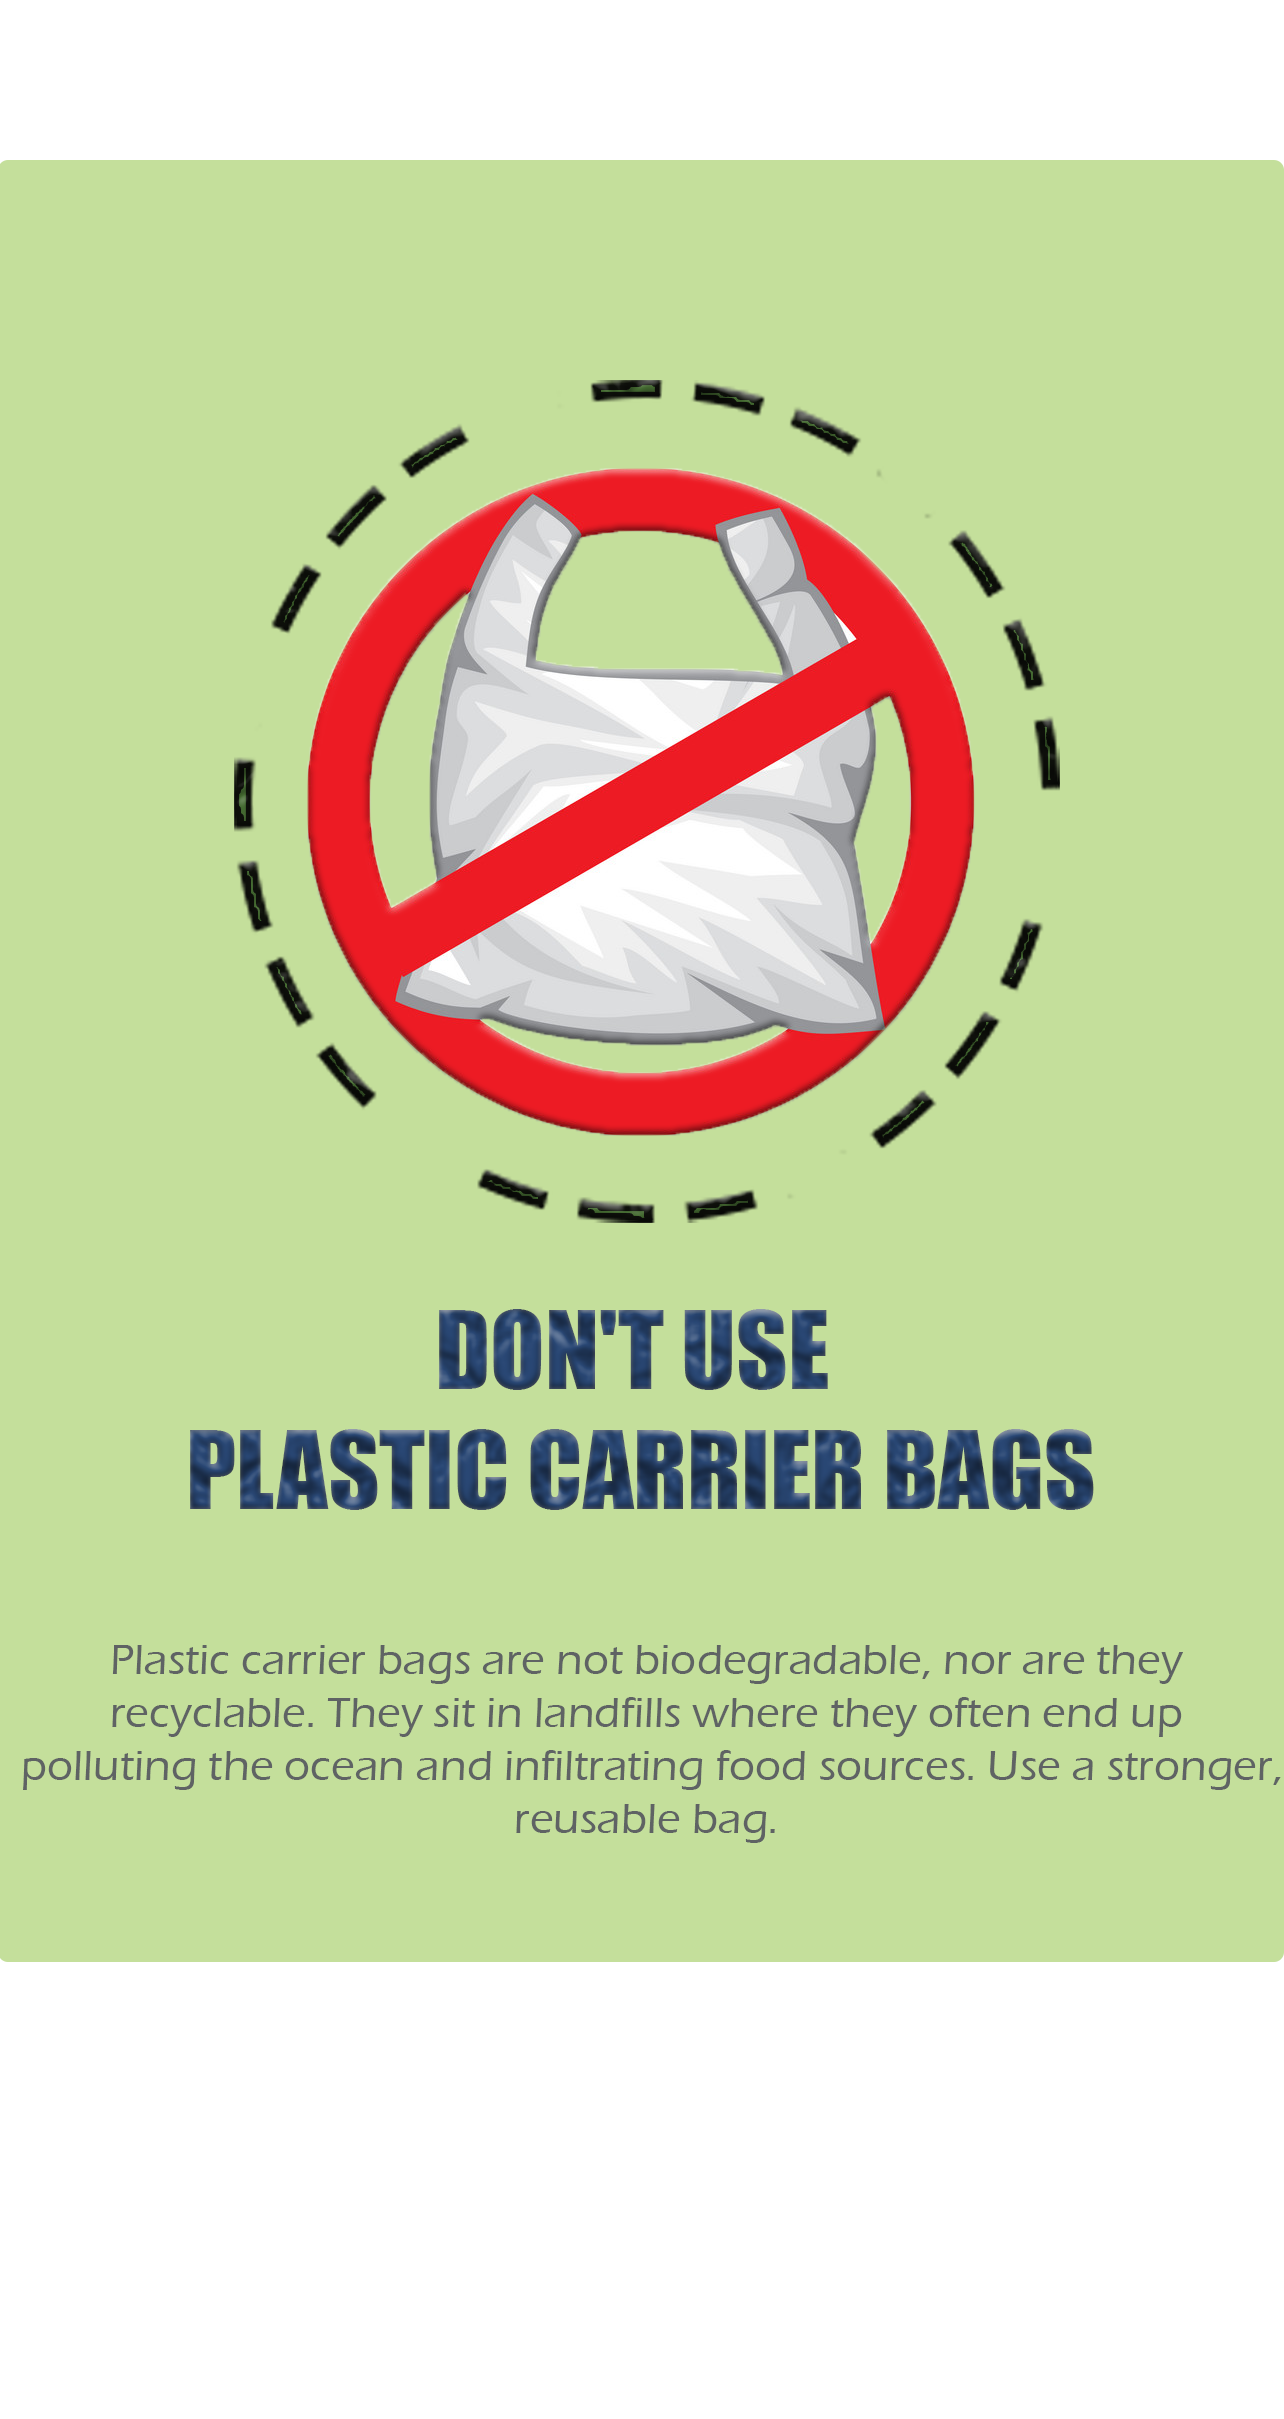 DON'T USE
PLASTIC CARRIER BAGS
Plastic carrier bags are not biodegradable, nor are they
recyclable. They sit in landfills where they often end up
polluting the ocean and infiltrating food sources. Use a stronger,
reusable bag.